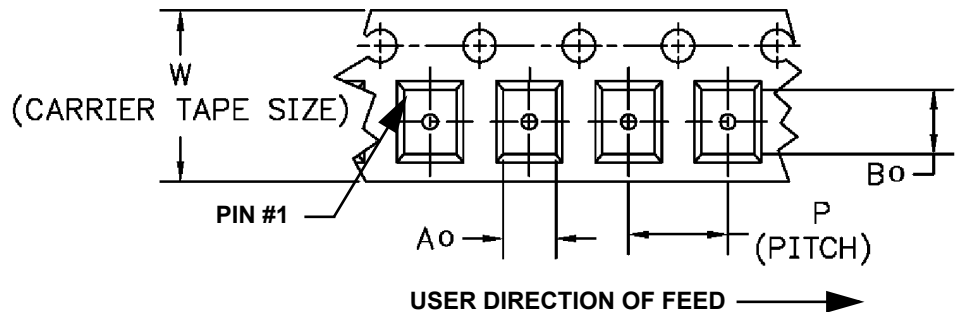 W
(CARRIER TAPE SIZE)
PIN #1
Ao
Bo
P
(PITCH)
USER DIRECTION OF FEED